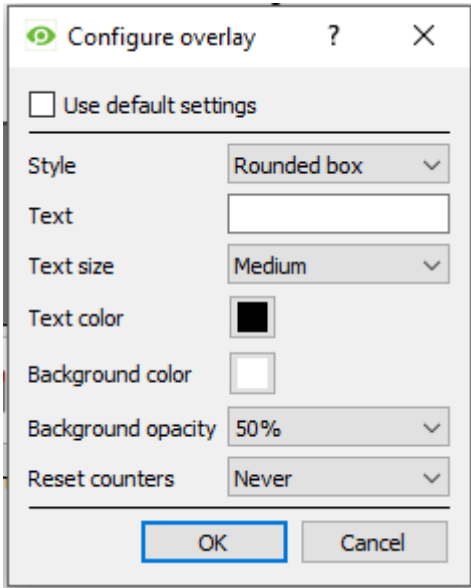 Configure overlay ?
Use default settings
Style Rounded box
Text
Text size Medium
Text color
Background color
Background opacity 50%
Reset counters Never
OK Cancel